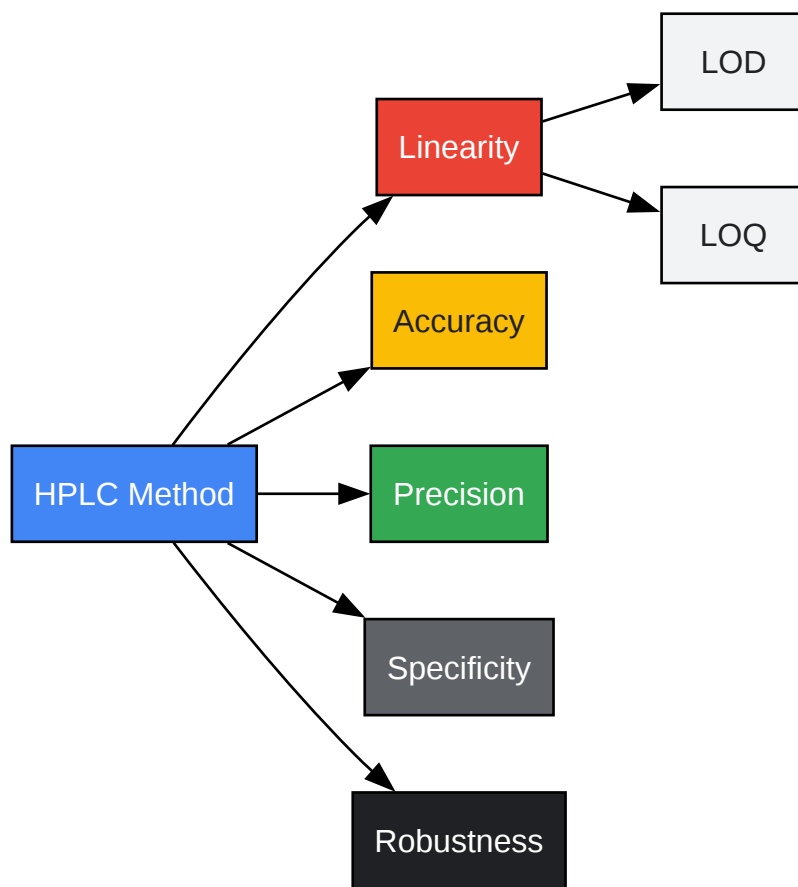 LOD
Linearity
LOQ
Accuracy
HPLC Method
Precision
Specificity
Robustness